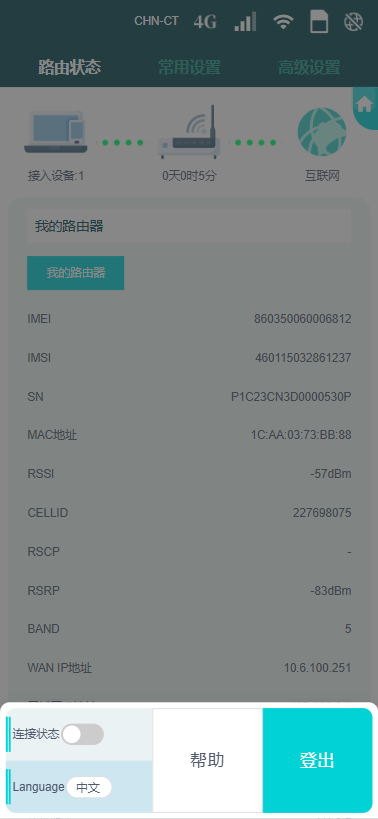 CHN-CT 4G
路由状态 常用设置 高级设置
接入设备:1 0天0时5分 互联网
我的路由器
我的路由器
IMEI 860350060006812
IMSI 460115032861237
SN P1C23CN3D0000530P
MAC地址 1C:AA:03:73:BB:88
RSSI -57dBm
CELLID 227698075
RSCP -
RSRP -83dBm
BAND 5
WAN IP地址 10.6.100.251
连接状态
Language 中文
帮助
登出